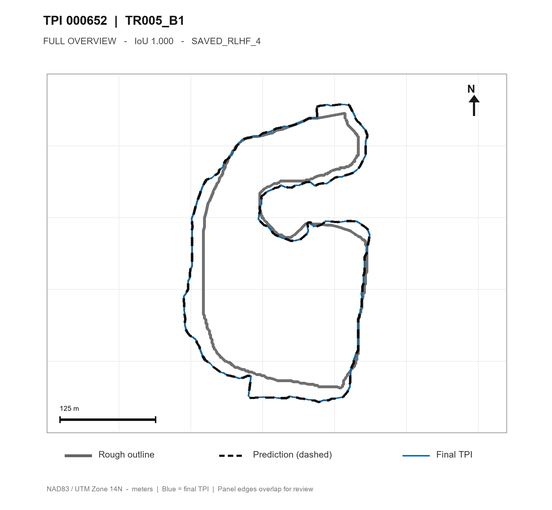 TPI 000652 | TR005_B1
FULL OVERVIEW - IoU 1.000 - SAVED_RLHF_4
N
125 m
Rough outline
Prediction (dashed)
Final TPI
NAD83 / UTM Zone 14N - meters | Blue = final TPI | Panel edges overlap for review